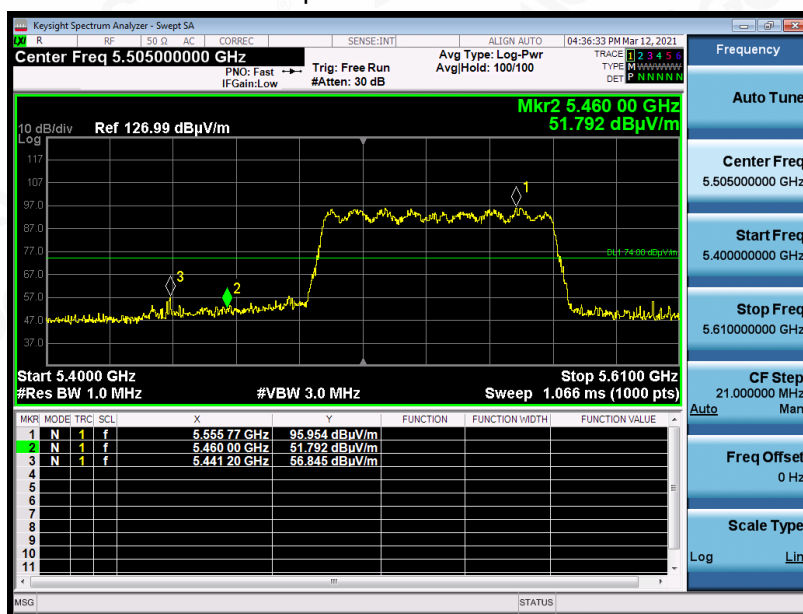 Keysight Spectrum Analyzer - Swept SA
LXI R RF 50 Ω AC CORREC SENSE:INT ALIGN AUTO 04:36:33 PM Mar 12, 2021
Center Freq 5.505000000 GHz
PNO: Fast
IFGain:Low
Trig: Free Run
#Atten: 30 dB
Avg Type: Log-Pwr
Avg|Hold: 100/100
TRACE 1 2 3 4 5 6
TYPE M WWWWW
DET P N N N N N
Mkr2 5.460 00 GHz
51.792 dBµV/m
10 dB/div Ref 126.99 dBµV/m
Log
117
107
97.0
87.0
77.0
67.0
57.0
47.0
37.0
1
DL1 74.00 dBµV/m
3
2
Start 5.4000 GHz Stop 5.6100 GHz
#Res BW 1.0 MHz #VBW 3.0 MHz Sweep 1.066 ms (1000 pts)
MKR MODE TRC SCL X Y FUNCTION FUNCTION WIDTH FUNCTION VALUE
1 N 1 f 5.555 77 GHz 95.954 dBµV/m
2 N 1 f 5.460 00 GHz 51.792 dBµV/m
3 N 1 f 5.441 20 GHz 56.845 dBµV/m
4
5
6
7
8
9
10
11
MSG STATUS
Frequency
Auto Tune
Center Freq
5.505000000 GHz
Start Freq
5.400000000 GHz
Stop Freq
5.610000000 GHz
CF Step
21.000000 MHz
Auto Man
Freq Offset
0 Hz
Scale Type
Log Lin